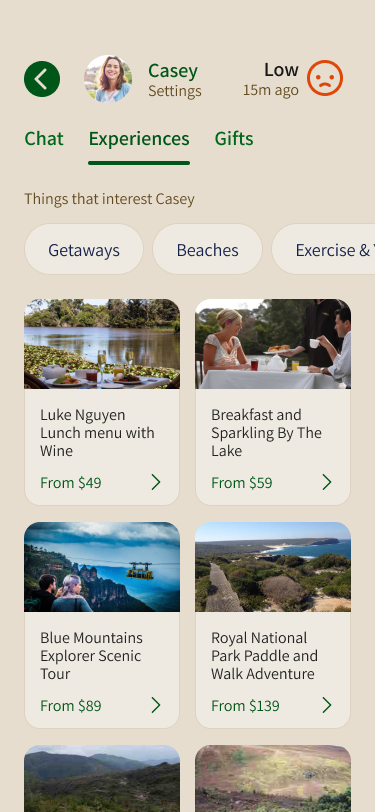 Casey
Settings
Low
15m ago
Chat
Experiences
Gifts
Things that interest Casey
Getaways
Beaches
Exercise &
Luke Nguyen
Lunch menu with
Wine
From $49
Breakfast and
Sparkling By The
Lake
From $59
Blue Mountains
Explorer Scenic
Tour
From $89
Royal National
Park Paddle and
Walk Adventure
From $139